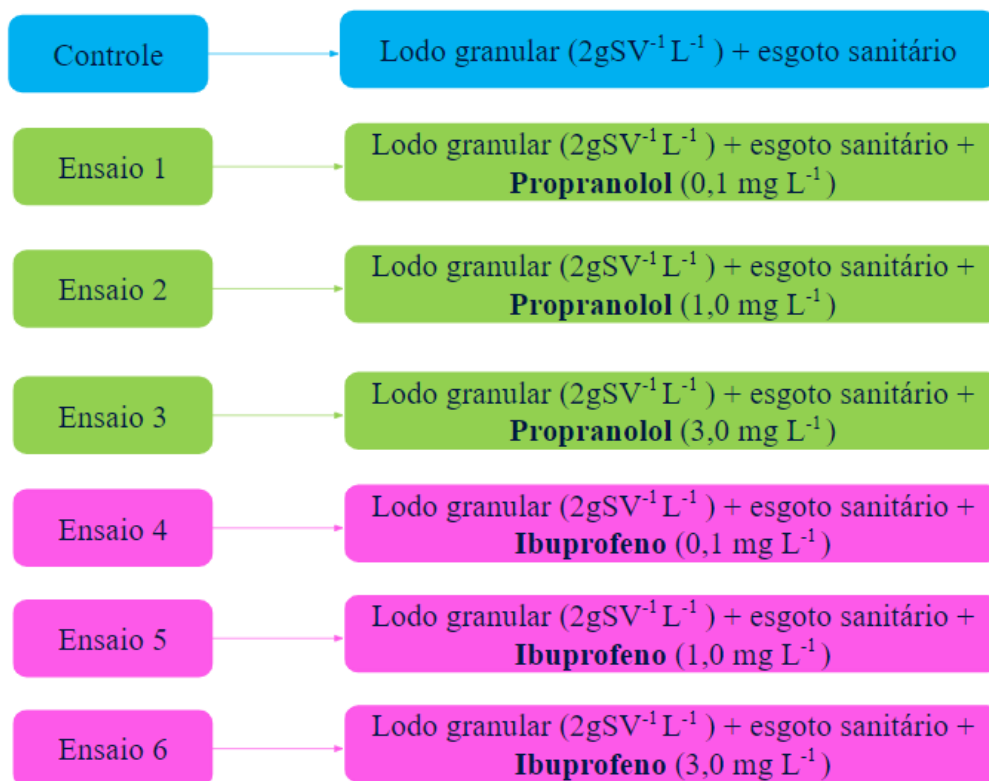 Controle
Lodo granular (2gSV⁻¹ L⁻¹ ) + esgoto sanitário
Ensaio 1
Lodo granular (2gSV⁻¹ L⁻¹ ) + esgoto sanitário +
Propranolol (0,1 mg L⁻¹ )
Ensaio 2
Lodo granular (2gSV⁻¹ L⁻¹ ) + esgoto sanitário +
Propranolol (1,0 mg L⁻¹ )
Ensaio 3
Lodo granular (2gSV⁻¹ L⁻¹ ) + esgoto sanitário +
Propranolol (3,0 mg L⁻¹ )
Ensaio 4
Lodo granular (2gSV⁻¹ L⁻¹ ) + esgoto sanitário +
Ibuprofeno (0,1 mg L⁻¹ )
Ensaio 5
Lodo granular (2gSV⁻¹ L⁻¹ ) + esgoto sanitário +
Ibuprofeno (1,0 mg L⁻¹ )
Ensaio 6
Lodo granular (2gSV⁻¹ L⁻¹ ) + esgoto sanitário +
Ibuprofeno (3,0 mg L⁻¹ )